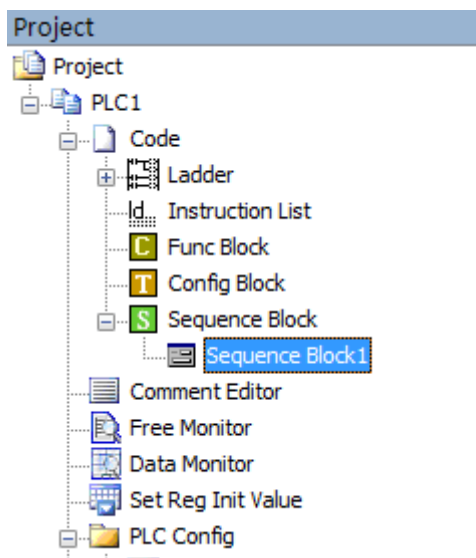 Project
Project
PLC1
Code
Ladder
ld... Instruction List
C Func Block
T Config Block
S Sequence Block
Sequence Block1
Comment Editor
Free Monitor
Data Monitor
Set Reg Init Value
PLC Config